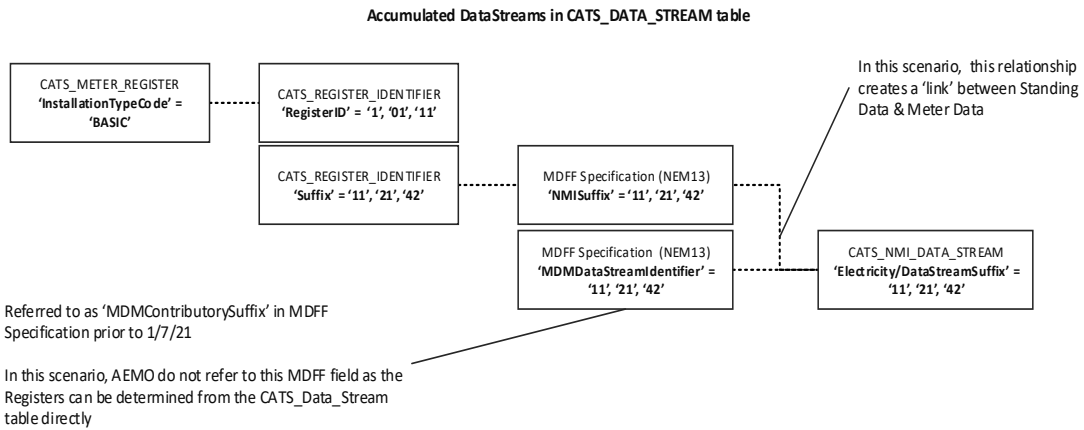 Accumulated DataStreams in CATS_DATA_STREAM table
CATS_METER_REGISTER
‘InstallationTypeCode’ =
‘BASIC’
CATS_REGISTER_IDENTIFIER
‘RegisterID’ = ‘1’, ‘01’, ‘11’
In this scenario, this relationship
creates a ‘link’ between Standing
Data & Meter Data
CATS_REGISTER_IDENTIFIER
‘Suffix’ = ‘11’, ‘21’, ‘42’
MDFF Specification (NEM13)
‘NMISuffix’ = ‘11’, ‘21’, ‘42’
MDFF Specification (NEM13)
‘MDMDataStreamIdentifier’ =
‘11’, ‘21’, ‘42’
CATS_NMI_DATA_STREAM
‘Electricity/DataStreamSuffix’ =
‘11’, ‘21’, ‘42’
Referred to as ‘MDMContributorySuffix’ in MDFF
Specification prior to 1/7/21
In this scenario, AEMO do not refer to this MDFF field as the
Registers can be determined from the CATS_Data_Stream
table directly